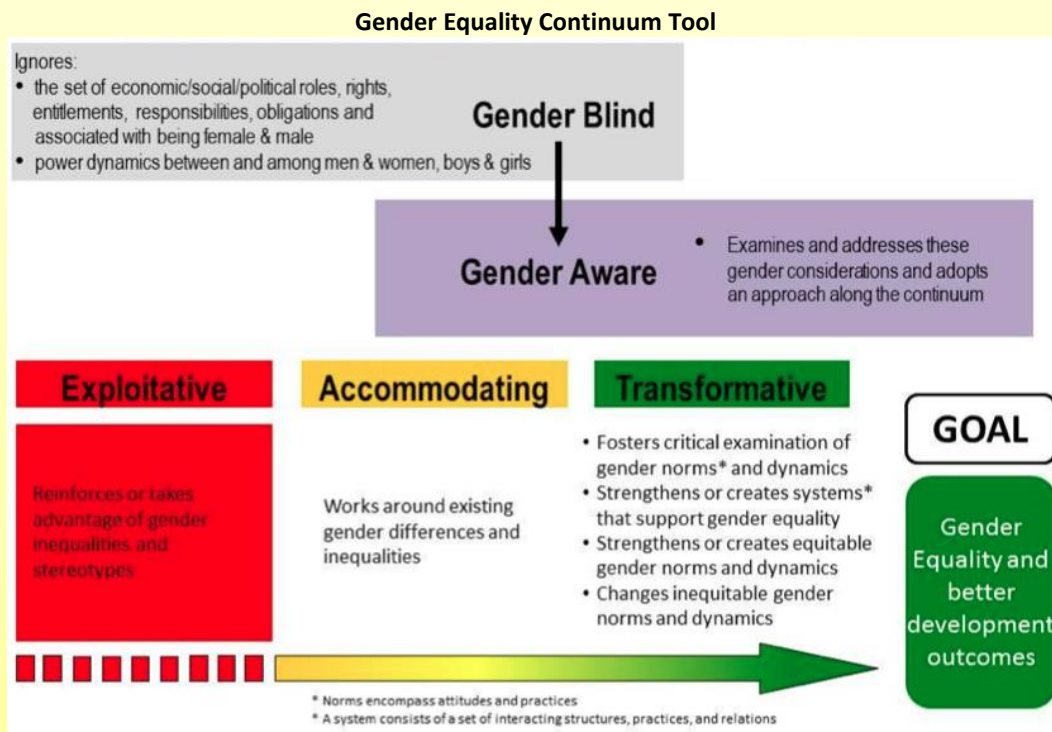 Gender Equality Continuum Tool
Ignores:
• the set of economic/social/political roles, rights,
entitlements, responsibilities, obligations and
associated with being female & male
• power dynamics between and among men & women, boys & girls
Gender Blind
Gender Aware
• Examines and addresses these
gender considerations and adopts
an approach along the continuum
Exploitative
Reinforces or takes
advantage of gender
inequalities and
stereotypes
Accommodating
Works around existing
gender differences and
inequalities
Transformative
• Fosters critical examination of
gender norms* and dynamics
• Strengthens or creates systems*
that support gender equality
• Strengthens or creates equitable
gender norms and dynamics
• Changes inequitable gender
norms and dynamics
GOAL
Gender
Equality and
better
development
outcomes
* Norms encompass attitudes and practices
* A system consists of a set of interacting structures, practices, and relations